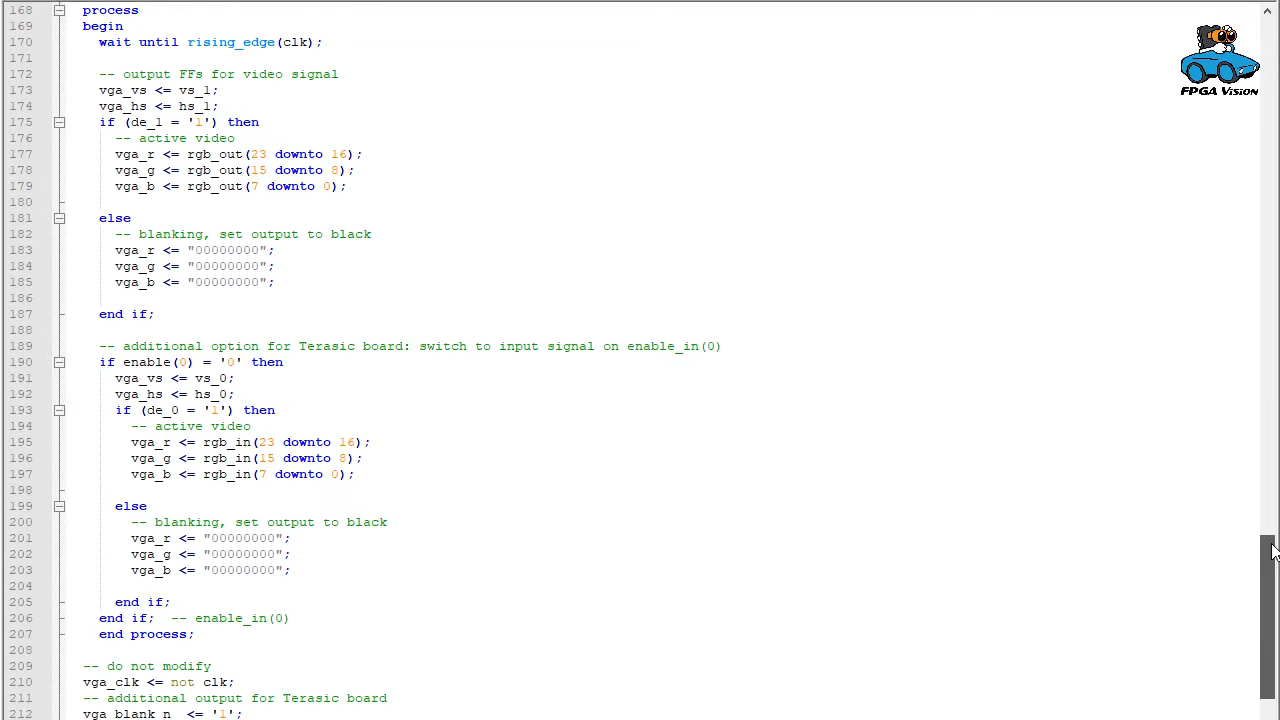 168 process
169 begin
170 wait until rising_edge(clk);
171
172 -- output FFs for video signal
173 vga_vs <= vs_1;
174 vga_hs <= hs_1;
175 if (de_1 = '1') then
176 -- active video
177 vga_r <= rgb_out(23 downto 16);
178 vga_g <= rgb_out(15 downto 8);
179 vga_b <= rgb_out(7 downto 0);
180
181 else
182 -- blanking, set output to black
183 vga_r <= "00000000";
184 vga_g <= "00000000";
185 vga_b <= "00000000";
186
187 end if;
188
189 -- additional option for Terasic board: switch to input signal on enable_in(0)
190 if enable(0) = '0' then
191 vga_vs <= vs_0;
192 vga_hs <= hs_0;
193 if (de_0 = '1') then
194 -- active video
195 vga_r <= rgb_in(23 downto 16);
196 vga_g <= rgb_in(15 downto 8);
197 vga_b <= rgb_in(7 downto 0);
198
199 else
200 -- blanking, set output to black
201 vga_r <= "00000000";
202 vga_g <= "00000000";
203 vga_b <= "00000000";
204
205 end if;
206 end if; -- enable_in(0)
207 end process;
208
209 -- do not modify
210 vga_clk <= not clk;
211 -- additional output for Terasic board
212 vga_blank_n <= '1';
FPGA Vision